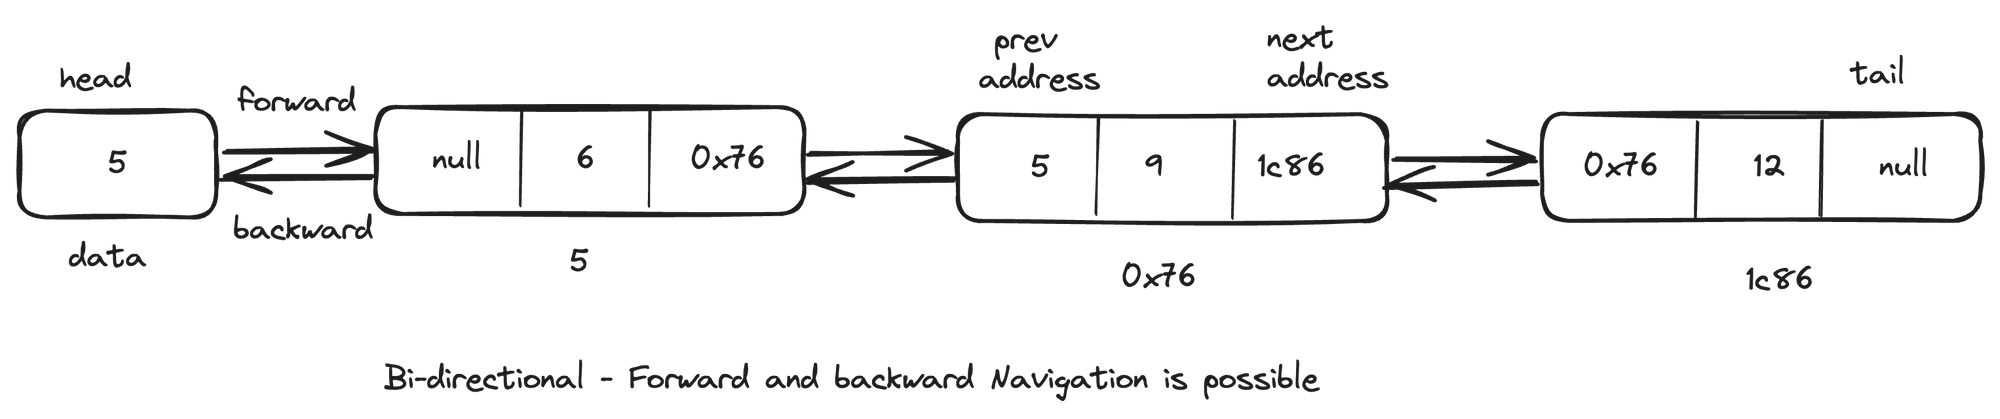 head
5
data
forward
backward
null 6 0x76
5
prev
address
next
address
5 9 1c86
0x76
tail
0x76 12 null
1c86
Bi-directional - Forward and backward Navigation is possible